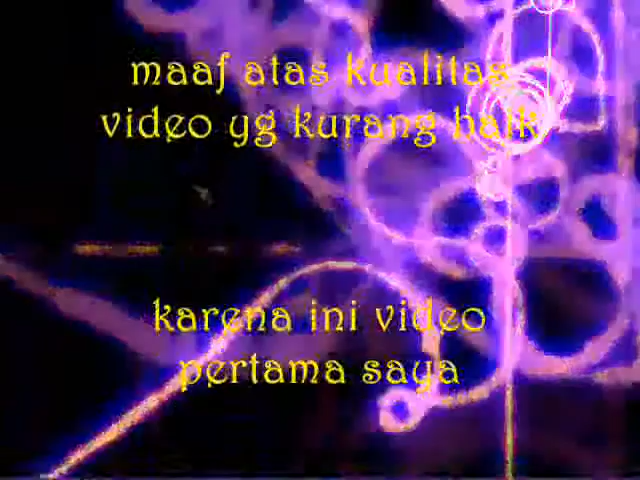 maaf atas kualitas
video yg kurang baik
karena ini video
pertama saya